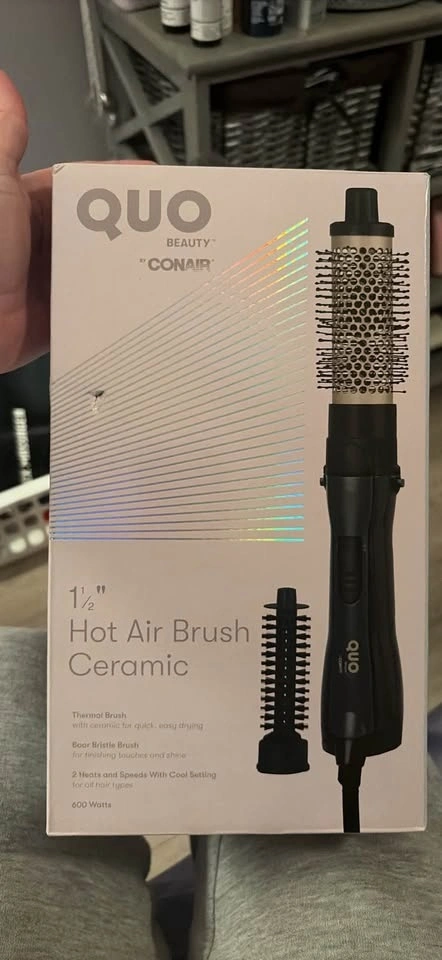 QUO
BEAUTY™
BY CONAIR
1½"
Hot Air Brush
Ceramic
Thermal Brush
with ceramic for quick, easy drying
Boar Bristle Brush
for finishing touches and shine
2 Heats and Speeds With Cool Setting
for all hair types
600 Watts
QUO